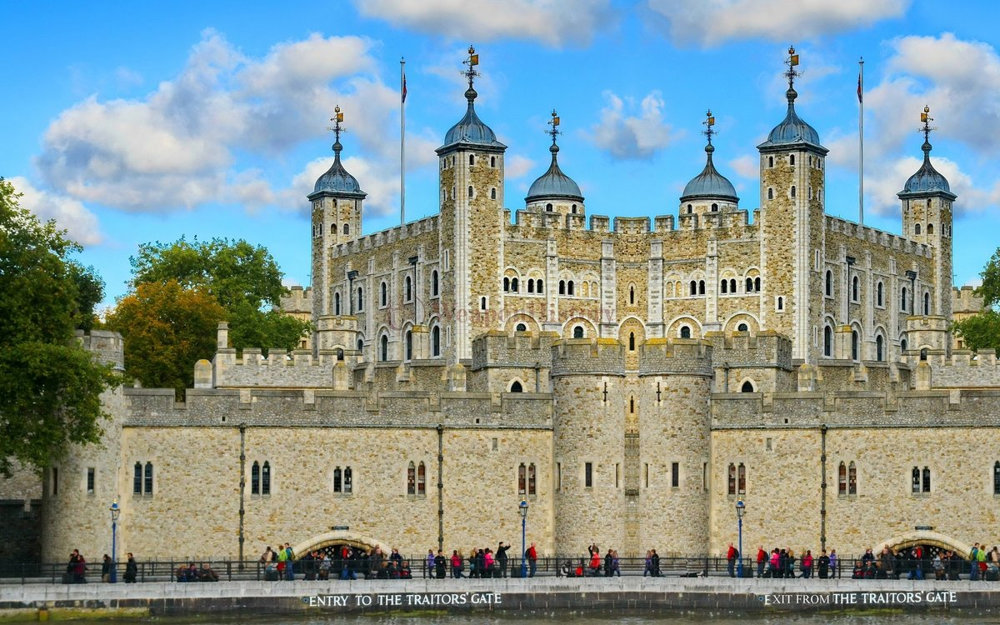 ENTRY TO THE TRAITORS' GATE
EXIT FROM THE TRAITORS' GATE